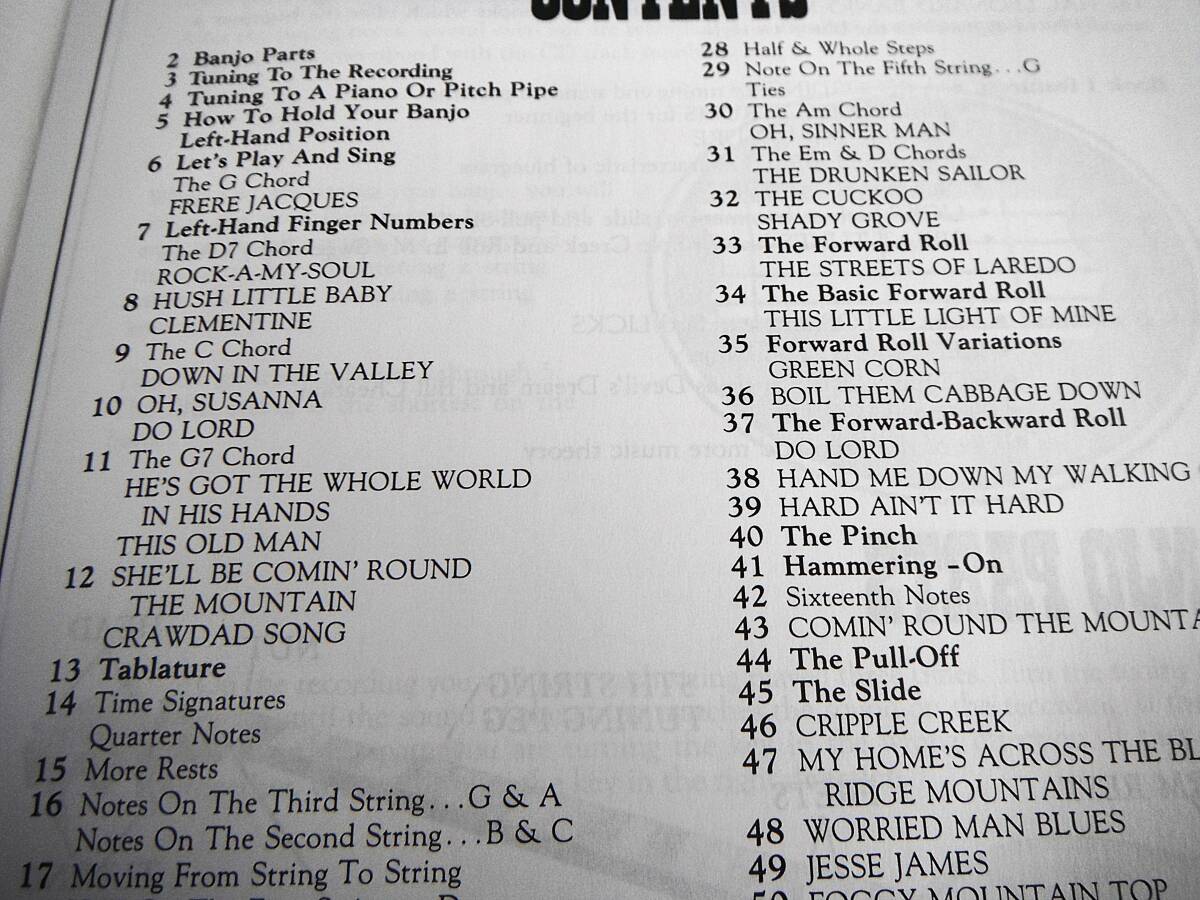 CONTENTS
2 Banjo Parts
3 Tuning To The Recording
4 Tuning To A Piano Or Pitch Pipe
5 How To Hold Your Banjo
Left-Hand Position
6 Let's Play And Sing
The G Chord
FRERE JACQUES
7 Left-Hand Finger Numbers
The D7 Chord
ROCK-A-MY-SOUL
8 HUSH LITTLE BABY
CLEMENTINE
9 The C Chord
DOWN IN THE VALLEY
10 OH, SUSANNA
DO LORD
11 The G7 Chord
HE'S GOT THE WHOLE WORLD
IN HIS HANDS
THIS OLD MAN
12 SHE'LL BE COMIN' ROUND
THE MOUNTAIN
CRAWDAD SONG
13 Tablature
14 Time Signatures
Quarter Notes
15 More Rests
16 Notes On The Third String...G & A
Notes On The Second String...B & C
17 Moving From String To String
28 Half & Whole Steps
29 Note On The Fifth String...G
Ties
30 The Am Chord
OH, SINNER MAN
31 The Em & D Chords
THE DRUNKEN SAILOR
32 THE CUCKOO
SHADY GROVE
33 The Forward Roll
THE STREETS OF LAREDO
34 The Basic Forward Roll
THIS LITTLE LIGHT OF MINE
35 Forward Roll Variations
GREEN CORN
36 BOIL THEM CABBAGE DOWN
37 The Forward-Backward Roll
DO LORD
38 HAND ME DOWN MY WALKING
39 HARD AIN'T IT HARD
40 The Pinch
41 Hammering -On
42 Sixteenth Notes
43 COMIN' ROUND THE MOUNTA
44 The Pull-Off
45 The Slide
46 CRIPPLE CREEK
47 MY HOME'S ACROSS THE BL
RIDGE MOUNTAINS
48 WORRIED MAN BLUES
49 JESSE JAMES
50 FOGGY MOUNTAIN TOP